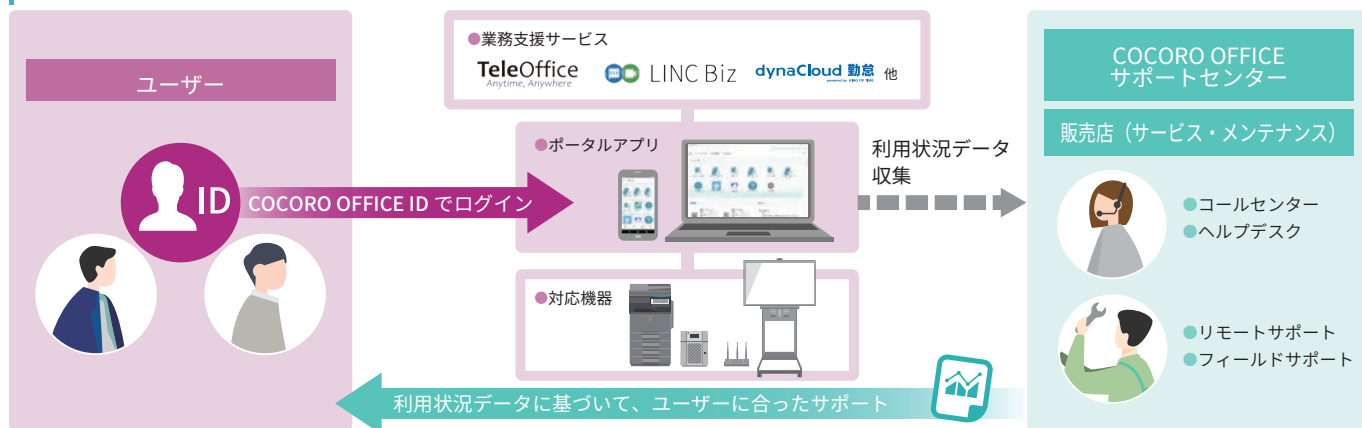 ユーザー
ID
COCORO OFFICE ID でログイン
●業務支援サービス
TeleOffice
Anytime, Anywhere
LINC Biz
dynaCloud 勤怠
他
●ポータルアプリ
●対応機器
利用状況データ
収集
COCORO OFFICE
サポートセンター
販売店（サービス・メンテナンス）
●コールセンター
●ヘルプデスク
●リモートサポート
●フィールドサポート
利用状況データに基づいて、ユーザーに合ったサポート